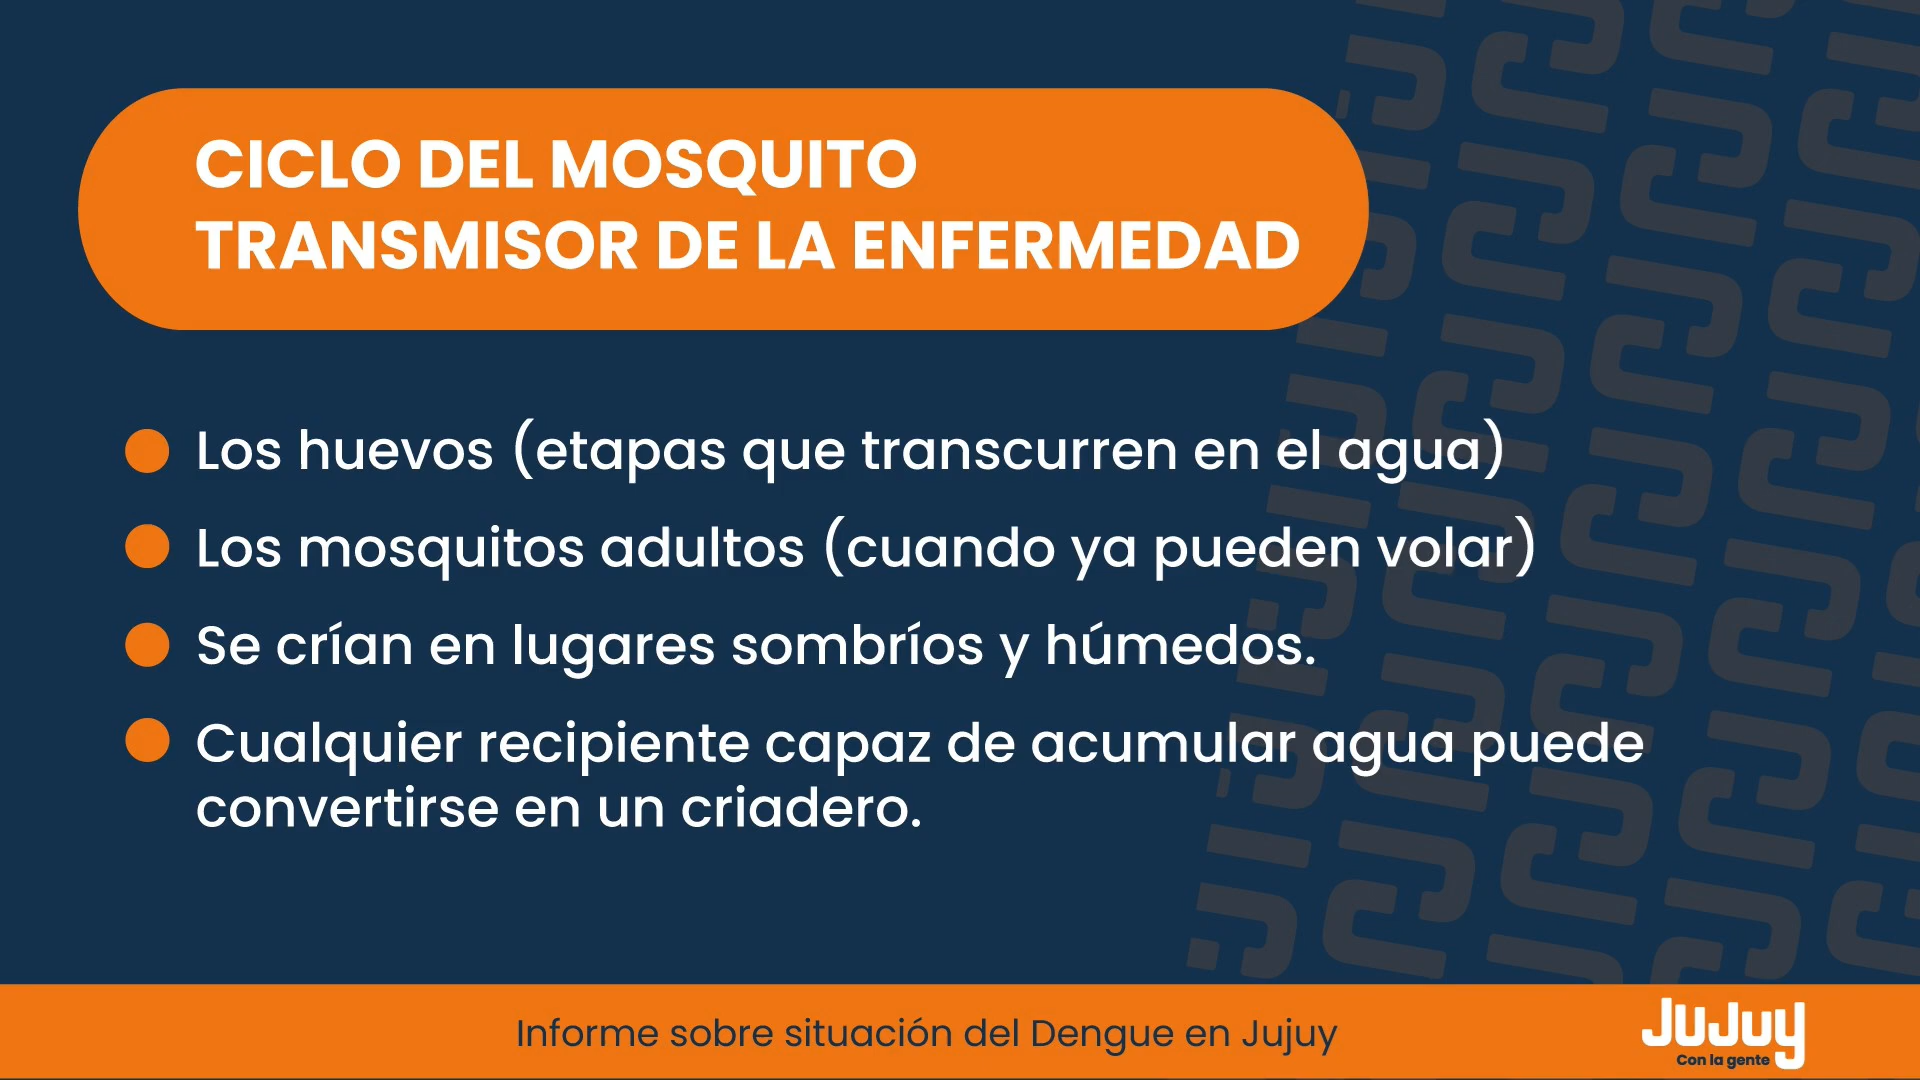 CICLO DEL MOSQUITO
TRANSMISOR DE LA ENFERMEDAD
Los huevos (etapas que transcurren en el agua)
Los mosquitos adultos (cuando ya pueden volar)
Se crían en lugares sombríos y húmedos.
Cualquier recipiente capaz de acumular agua puede
convertirse en un criadero.
Informe sobre situación del Dengue en Jujuy
Jujuy
Con la gente